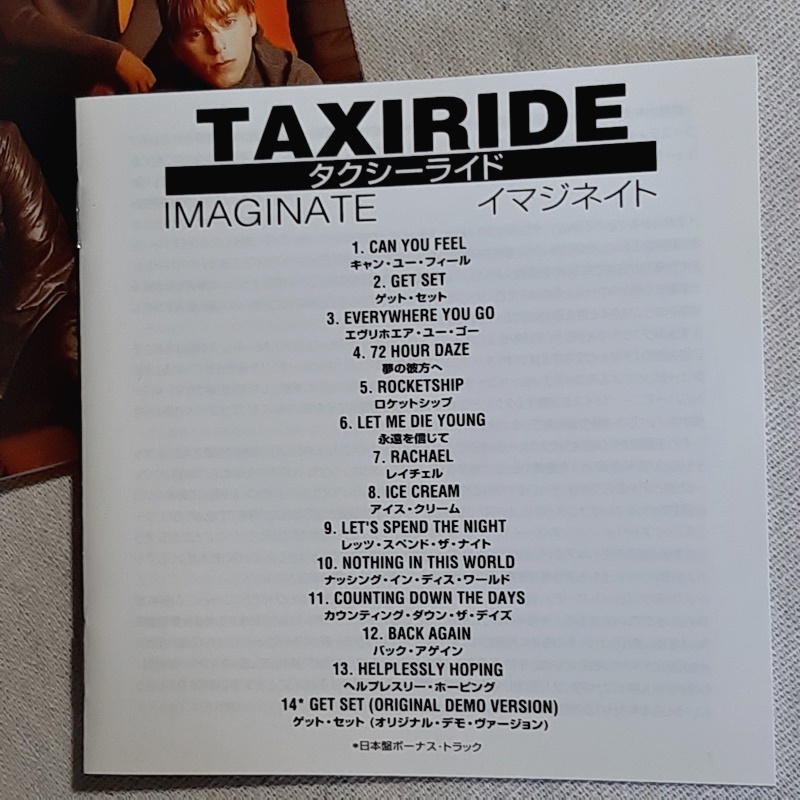 TAXIRIDE
タクシーライド
IMAGINATE イマジネイト
1. CAN YOU FEEL
キャン・ユー・フィール
2. GET SET
ゲット・セット
3. EVERYWHERE YOU GO
エヴリホエア・ユー・ゴー
4. 72 HOUR DAZE
夢の彼方へ
5. ROCKETSHIP
ロケットシップ
6. LET ME DIE YOUNG
永遠を信じて
7. RACHAEL
レイチェル
8. ICE CREAM
アイス・クリーム
9. LET'S SPEND THE NIGHT
レッツ・スペンド・ザ・ナイト
10. NOTHING IN THIS WORLD
ナッシング・イン・ディス・ワールド
11. COUNTING DOWN THE DAYS
カウンティング・ダウン・ザ・デイズ
12. BACK AGAIN
バック・アゲイン
13. HELPLESSLY HOPING
ヘルプレスリー・ホーピング
14* GET SET (ORIGINAL DEMO VERSION)
ゲット・セット (オリジナル・デモ・ヴァージョン)
*日本盤ボーナス・トラック